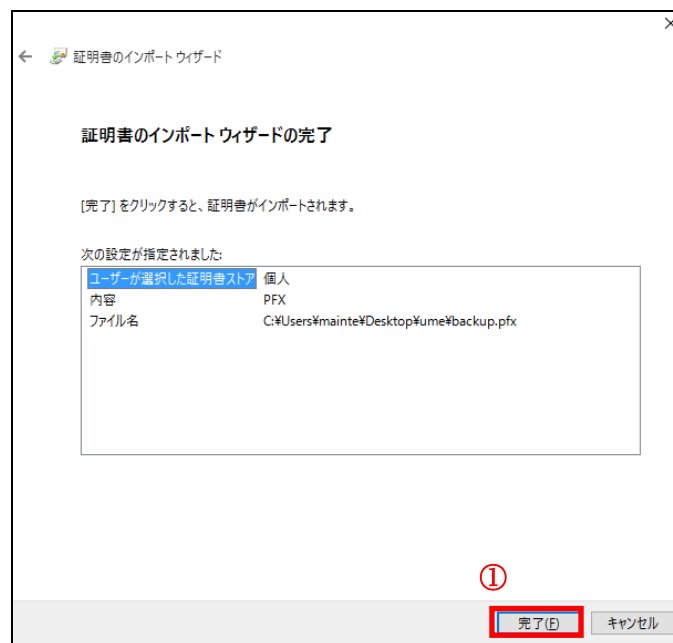 証明書のインポート ウィザード
証明書のインポート ウィザードの完了
[完了] をクリックすると、証明書がインポートされます。
次の設定が指定されました:
ユーザーが選択した証明書ストア 個人
内容 PFX
ファイル名 C:¥Users¥mainte¥Desktop¥ume¥backup.pfx
①
完了(F) キャンセル